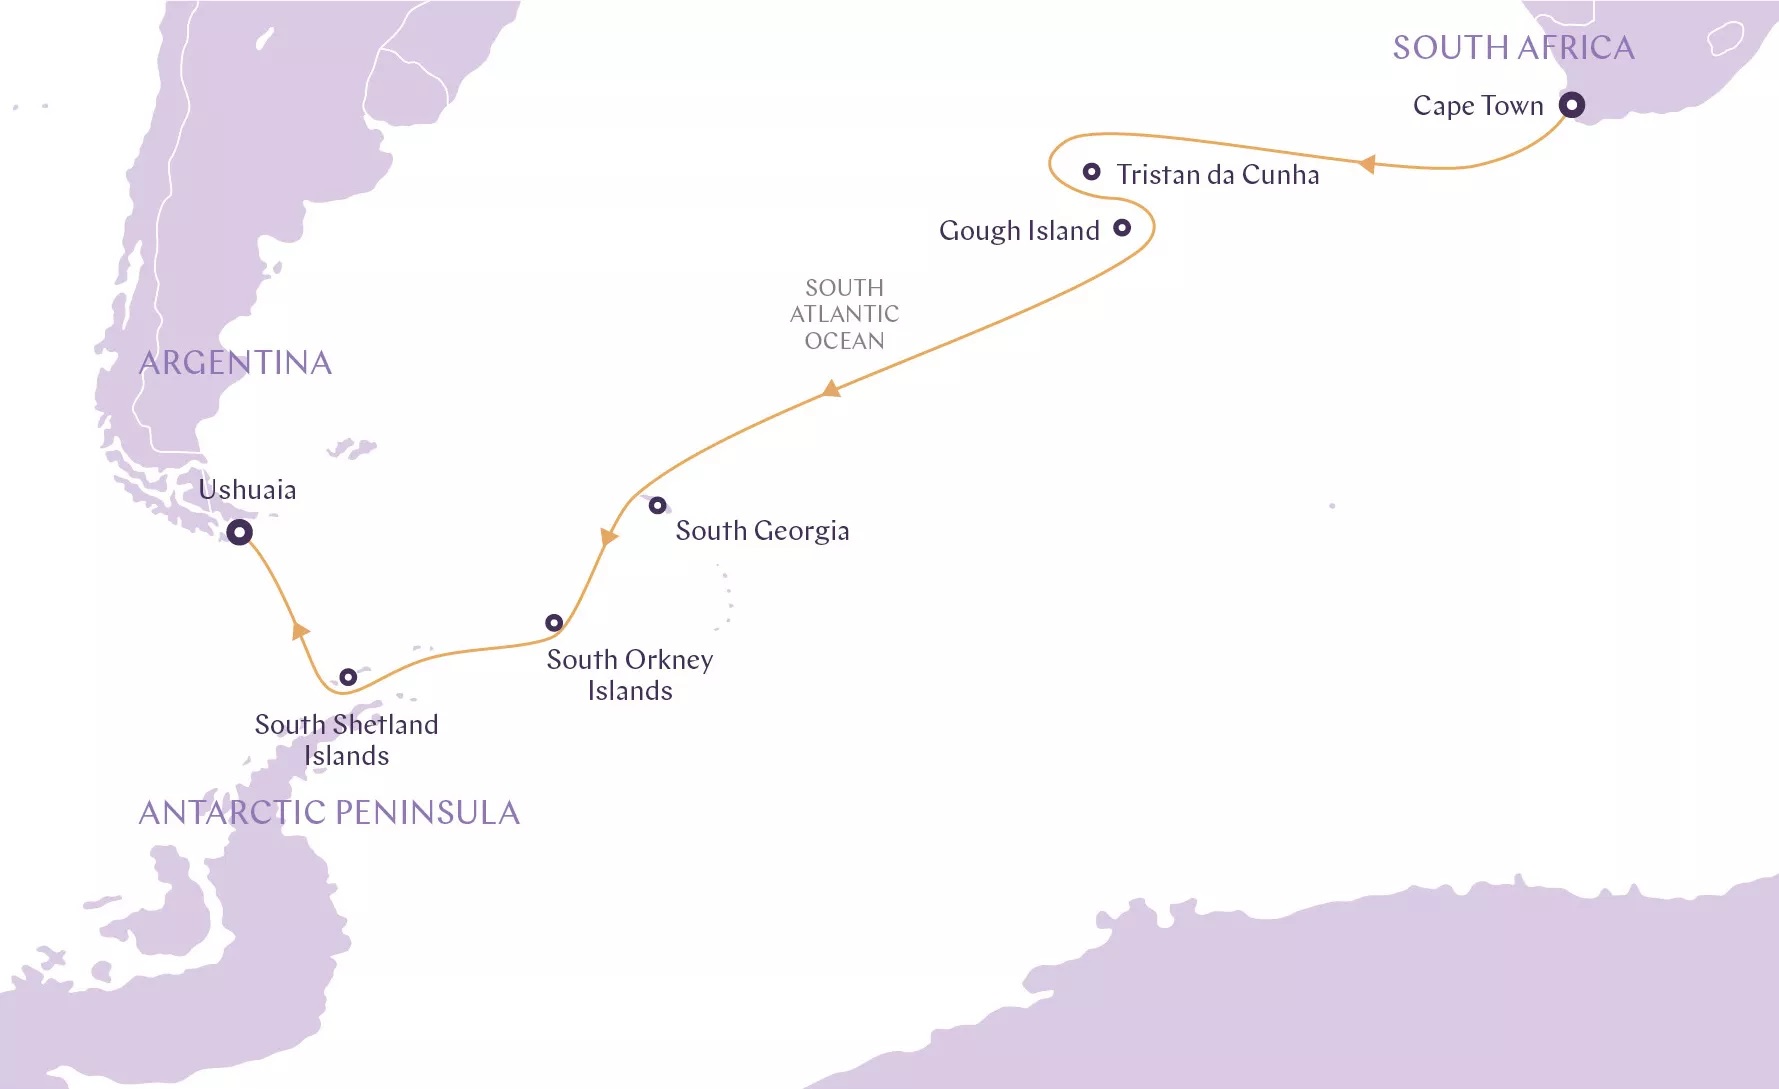 SOUTH AFRICA
Cape Town
Tristan da Cunha
Gough Island
SOUTH
ATLANTIC
OCEAN
ARGENTINA
Ushuaia
South Georgia
South Orkney
Islands
South Shetland
Islands
ANTARCTIC PENINSULA